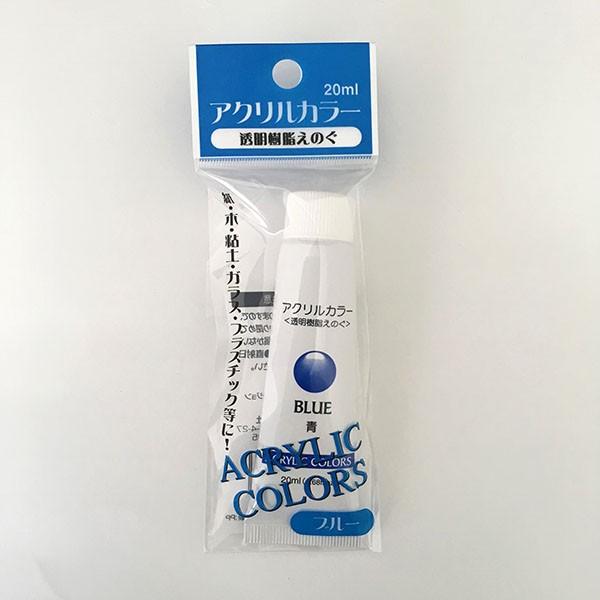 20ml
アクリルカラー
透明樹脂えのぐ
紙・木・粘土・ガラス・プラスチック等に!
アクリルカラー
<透明樹脂えのぐ>
BLUE
青
ACRYLIC COLORS
20ml
ACRYLIC
COLORS
ブルー